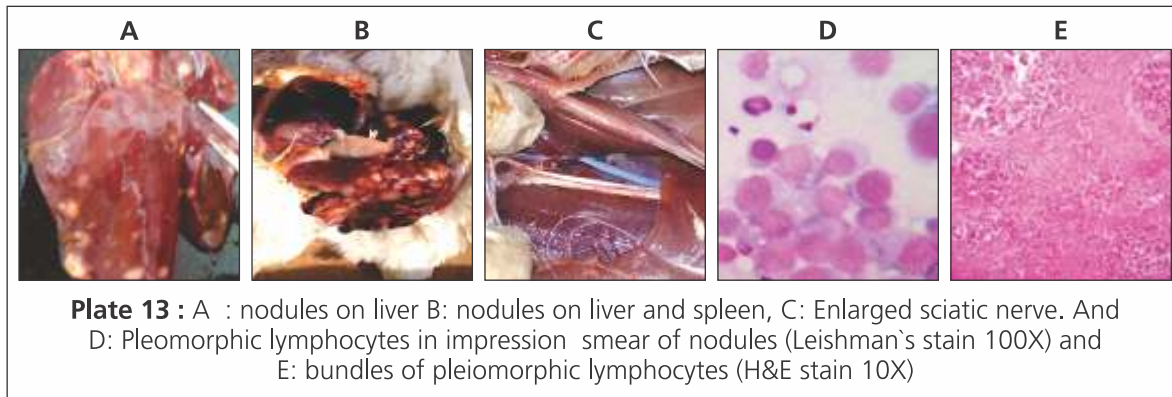 A B C D E
Plate 13 : A : nodules on liver B: nodules on liver and spleen, C: Enlarged sciatic nerve. And
D: Pleomorphic lymphocytes in impression smear of nodules (Leishman`s stain 100X) and
E: bundles of pleiomorphic lymphocytes (H&E stain 10X)